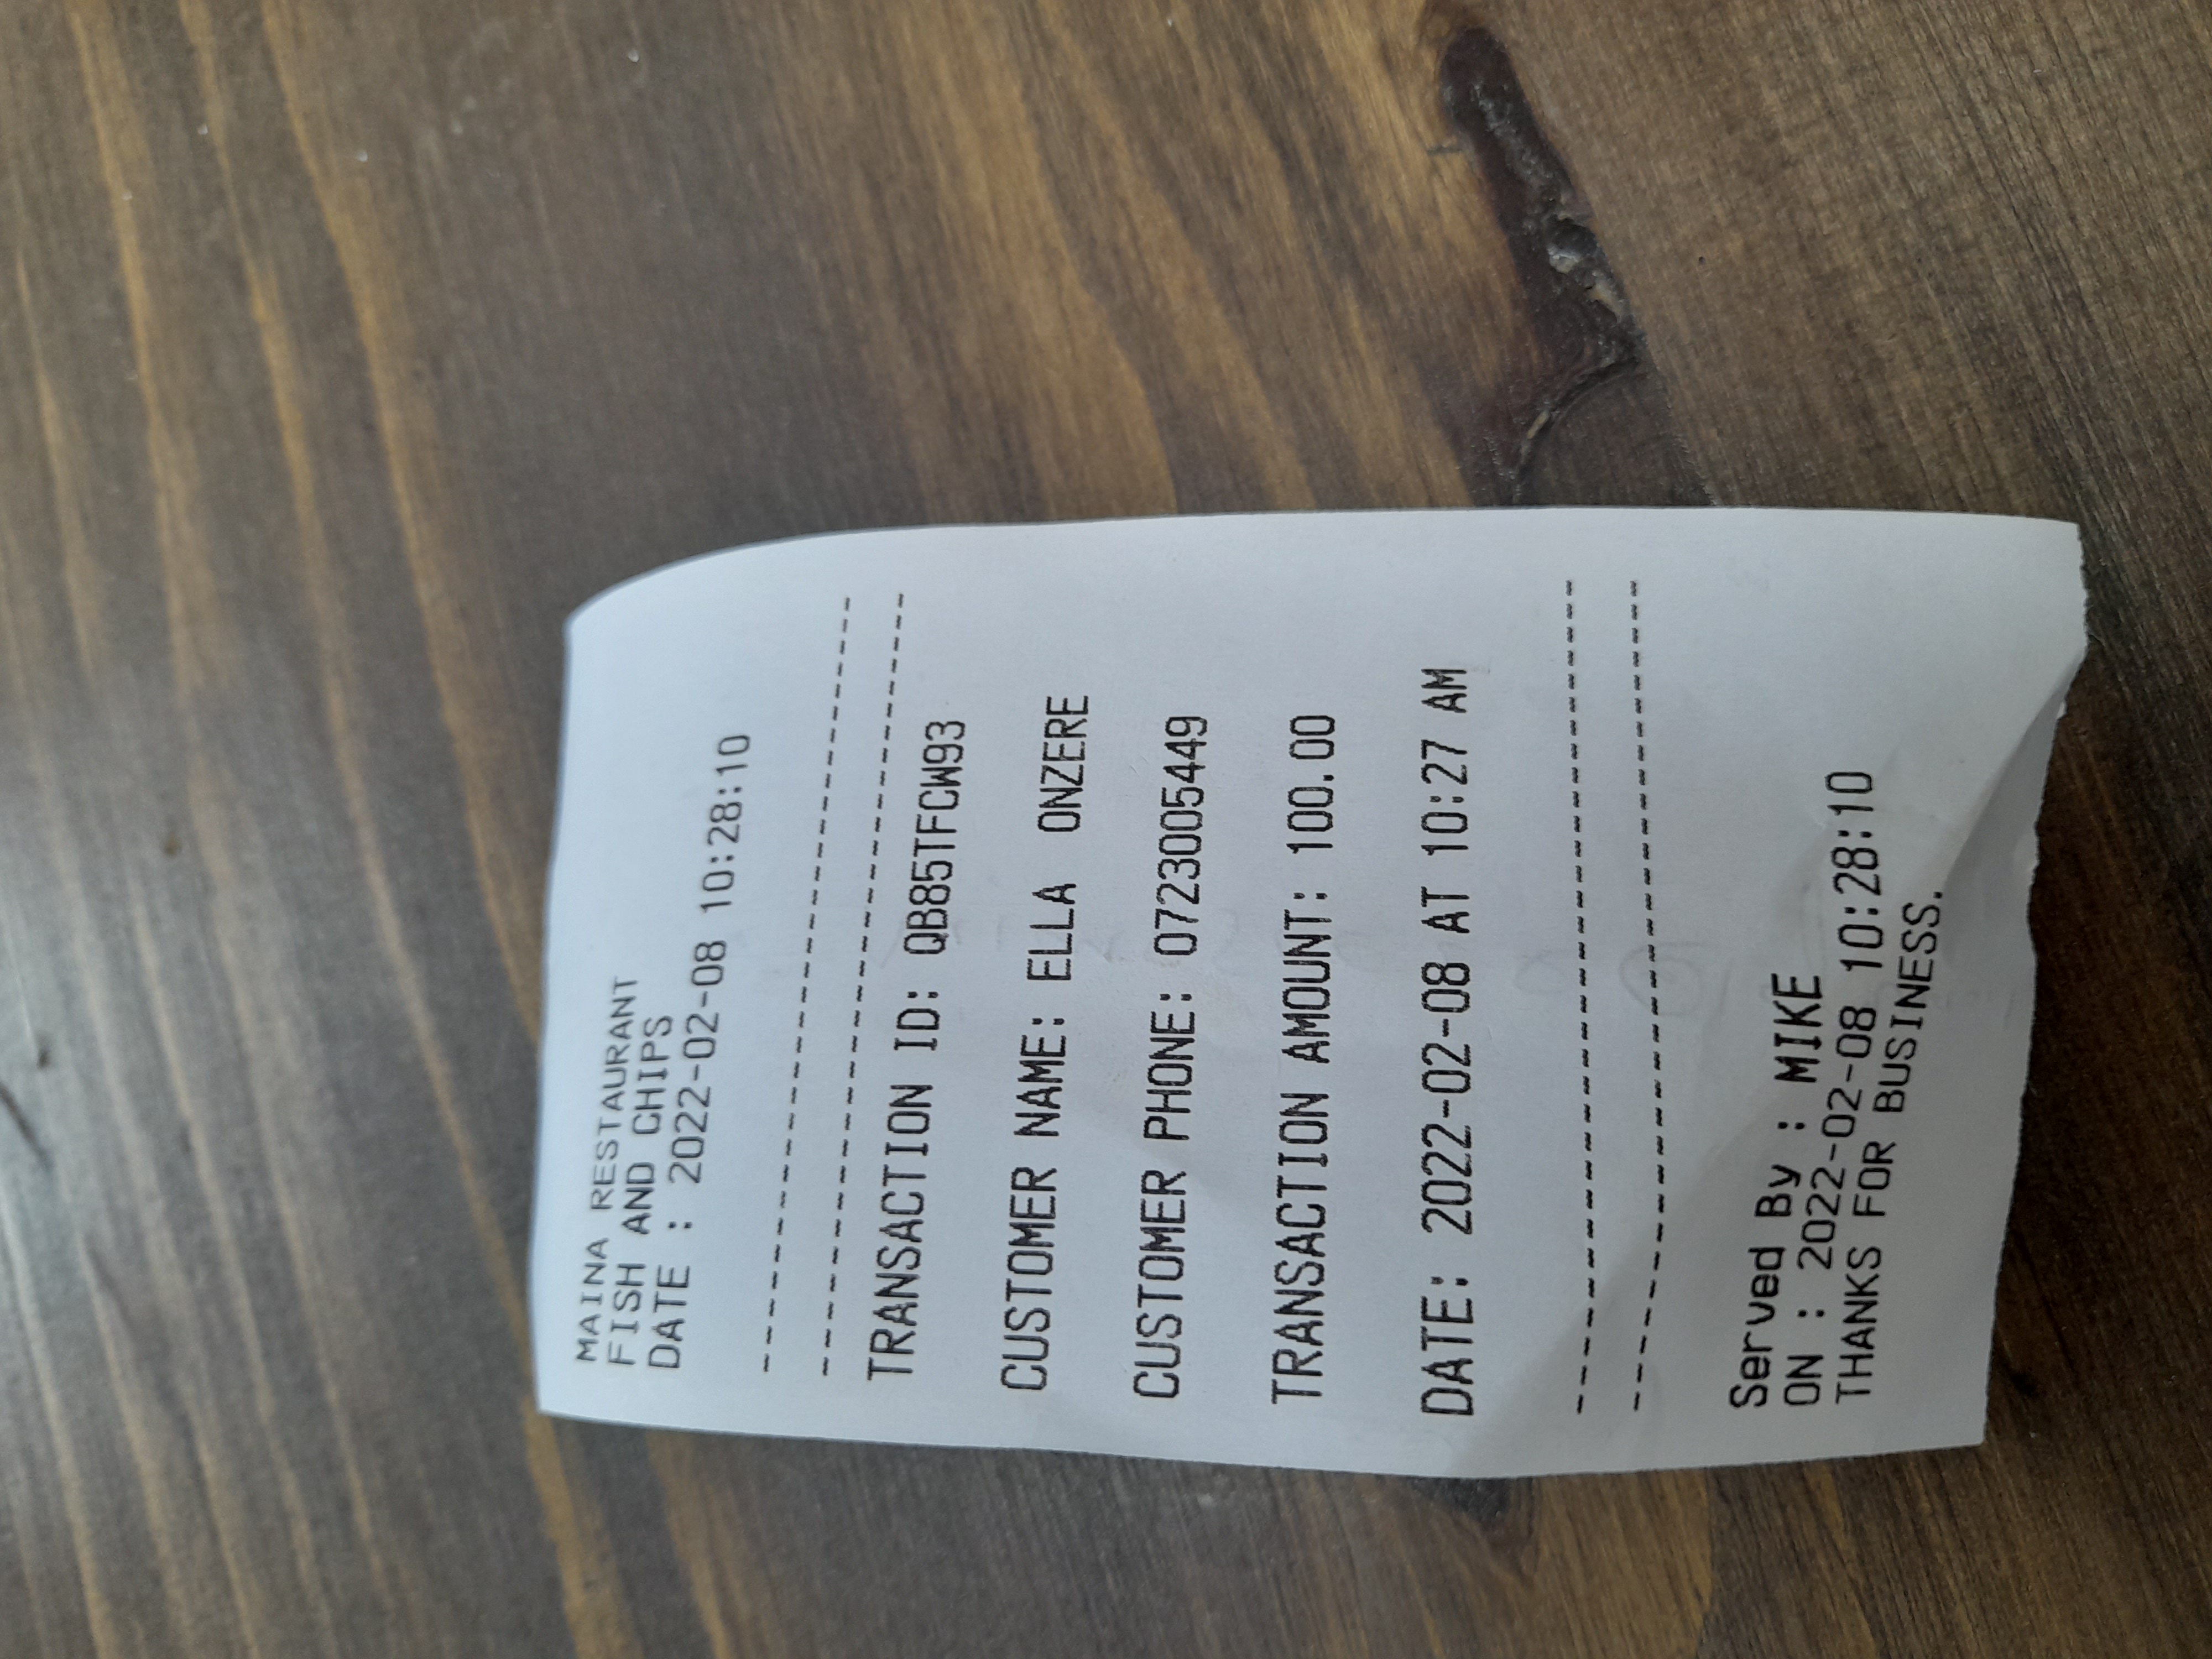 MAINA RESTAURANT
FISH AND CHIPS
DATE : 2022-02-08 10:28:10
------------------------------
------------------------------
TRANSACTION ID: QB85TFCW93
CUSTOMER NAME: ELLA  ONZERE
CUSTOMER PHONE: 0723005449
TRANSACTION AMOUNT: 100.00
DATE: 2022-02-08 AT 10:27 AM
------------------------------
------------------------------
Served By : MIKE
ON : 2022-02-08 10:28:10
THANKS FOR BUSINESS.